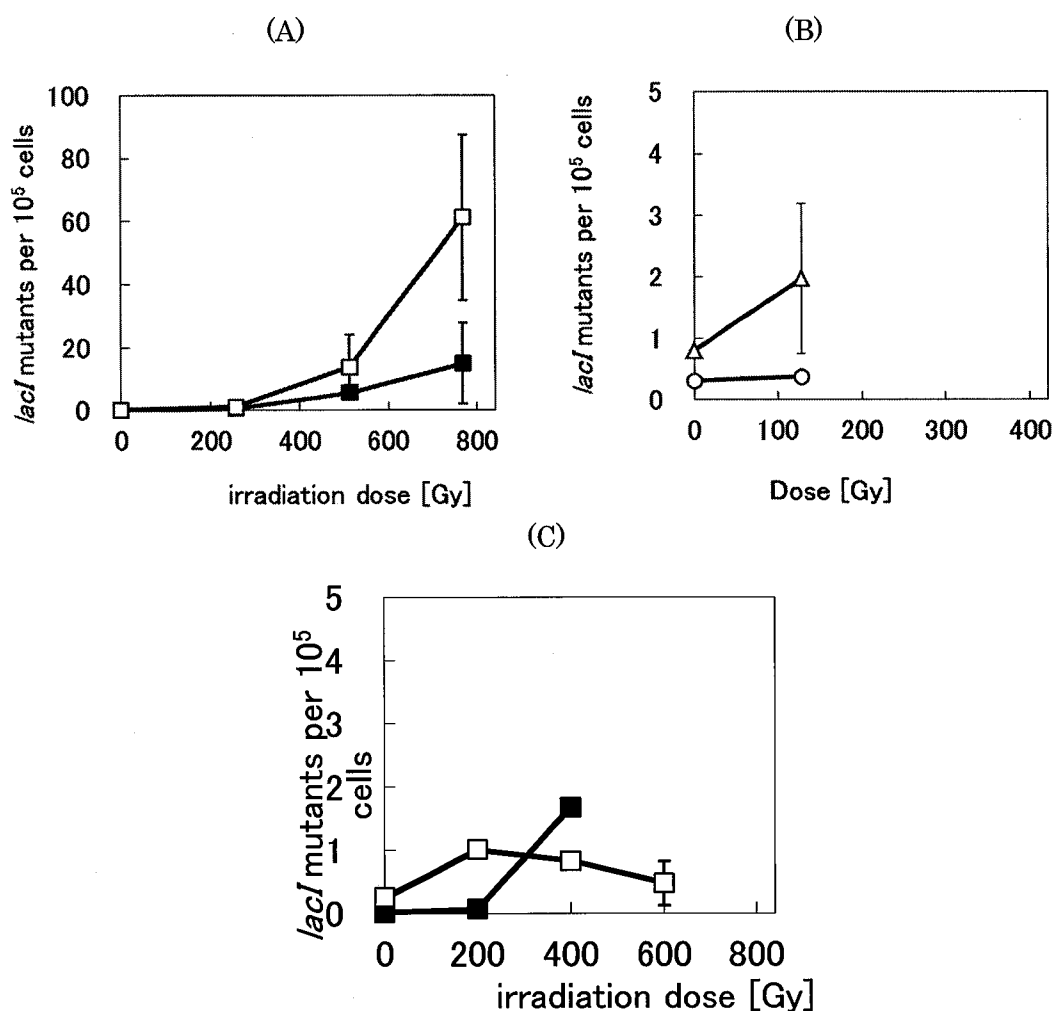 (A)
lacI mutants per 10⁵ cells
100
80
60
40
20
0
0 200 400 600 800
irradiation dose [Gy]
(B)
lacI mutants per 10⁵ cells
5
4
3
2
1
0
0 100 200 300 400
Dose [Gy]
(C)
lacI mutants per 10⁵
cells
5
4
3
2
1
0
0 200 400 600 800
irradiation dose [Gy]